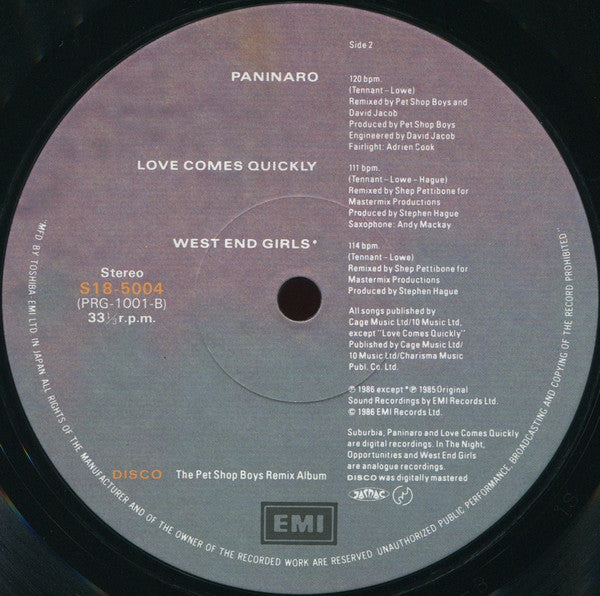 Side 2
PANINARO
120 bpm.
(Tennant – Lowe)
Remixed by Pet Shop Boys and
David Jacob
Produced by Pet Shop Boys
Engineered by David Jacob
Fairlight: Adrien Cook
LOVE COMES QUICKLY
111 bpm.
(Tennant – Lowe – Hague)
Remixed by Shep Pettibone for
Mastermix Productions
Produced by Stephen Hague
Saxophone: Andy Mackay
WEST END GIRLS*
114 bpm.
(Tennant – Lowe)
Remixed by Shep Pettibone for
Mastermix Productions
Produced by Stephen Hague
Stereo
S18-5004
(PRG-1001-B)
33⅓ r.p.m.
All songs published by
Cage Music Ltd/10 Music Ltd,
except "Love Comes Quickly"
Published by Cage Music Ltd/
10 Music Ltd/Charisma Music
Publ. Co. Ltd.
℗ 1986 except *℗ 1985 Original
Sound Recordings by EMI Records Ltd.
© 1986 EMI Records Ltd.
Suburbia, Paninaro and Love Comes Quickly
are digital recordings. In The Night,
Opportunities and West End Girls
are analogue recordings.
DISCO was digitally mastered
DISCO The Pet Shop Boys Remix Album
JASRAC
EMI
"MFD BY TOSHIBA EMI LTD IN JAPAN. ALL RIGHTS OF THE MANUFACTURER AND OF THE OWNER OF THE RECORDED WORK ARE RESERVED. UNAUTHORIZED PUBLIC PERFORMANCE, BROADCASTING AND COPYING OF THE RECORD PROHIBITED"